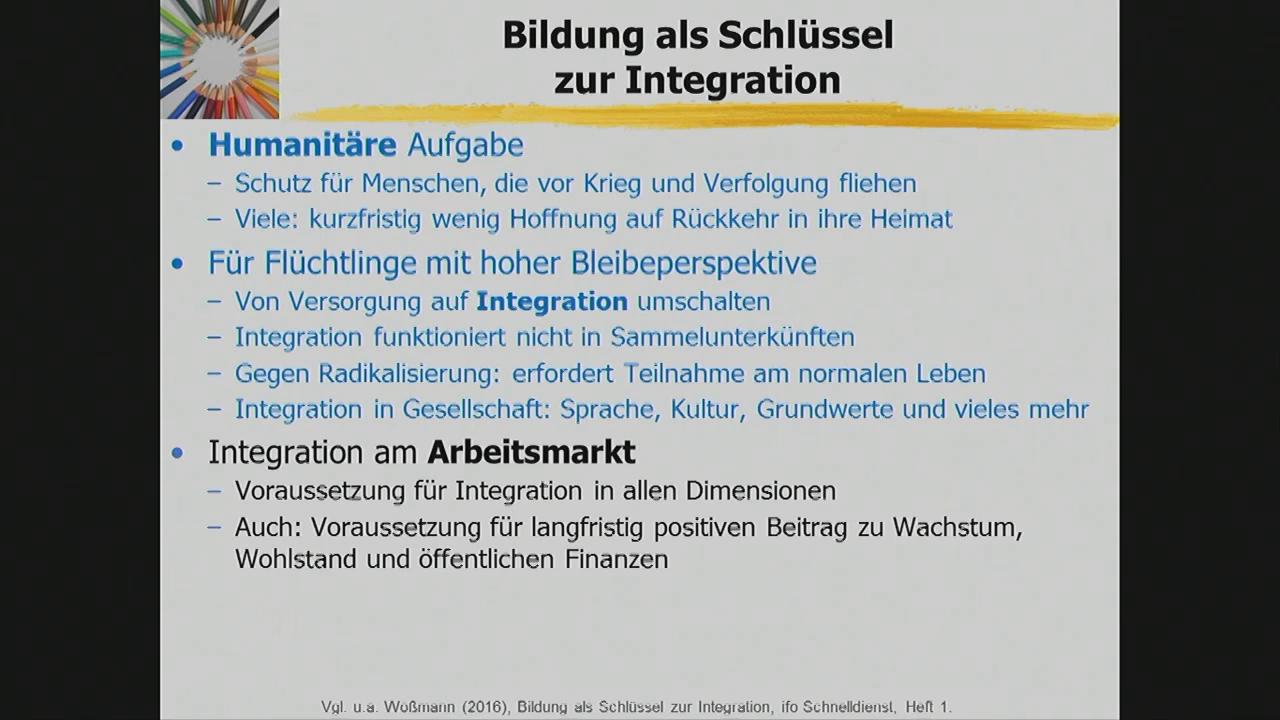 Bildung als Schlüssel
zur Integration
• Humanitäre Aufgabe
– Schutz für Menschen, die vor Krieg und Verfolgung fliehen
– Viele: kurzfristig wenig Hoffnung auf Rückkehr in ihre Heimat
• Für Flüchtlinge mit hoher Bleibeperspektive
– Von Versorgung auf Integration umschalten
– Integration funktioniert nicht in Sammelunterkünften
– Gegen Radikalisierung: erfordert Teilnahme am normalen Leben
– Integration in Gesellschaft: Sprache, Kultur, Grundwerte und vieles mehr
• Integration am Arbeitsmarkt
– Voraussetzung für Integration in allen Dimensionen
– Auch: Voraussetzung für langfristig positiven Beitrag zu Wachstum,
Wohlstand und öffentlichen Finanzen
Vgl. u.a. Woßmann (2016), Bildung als Schlüssel zur Integration, ifo Schnelldienst, Heft 1.